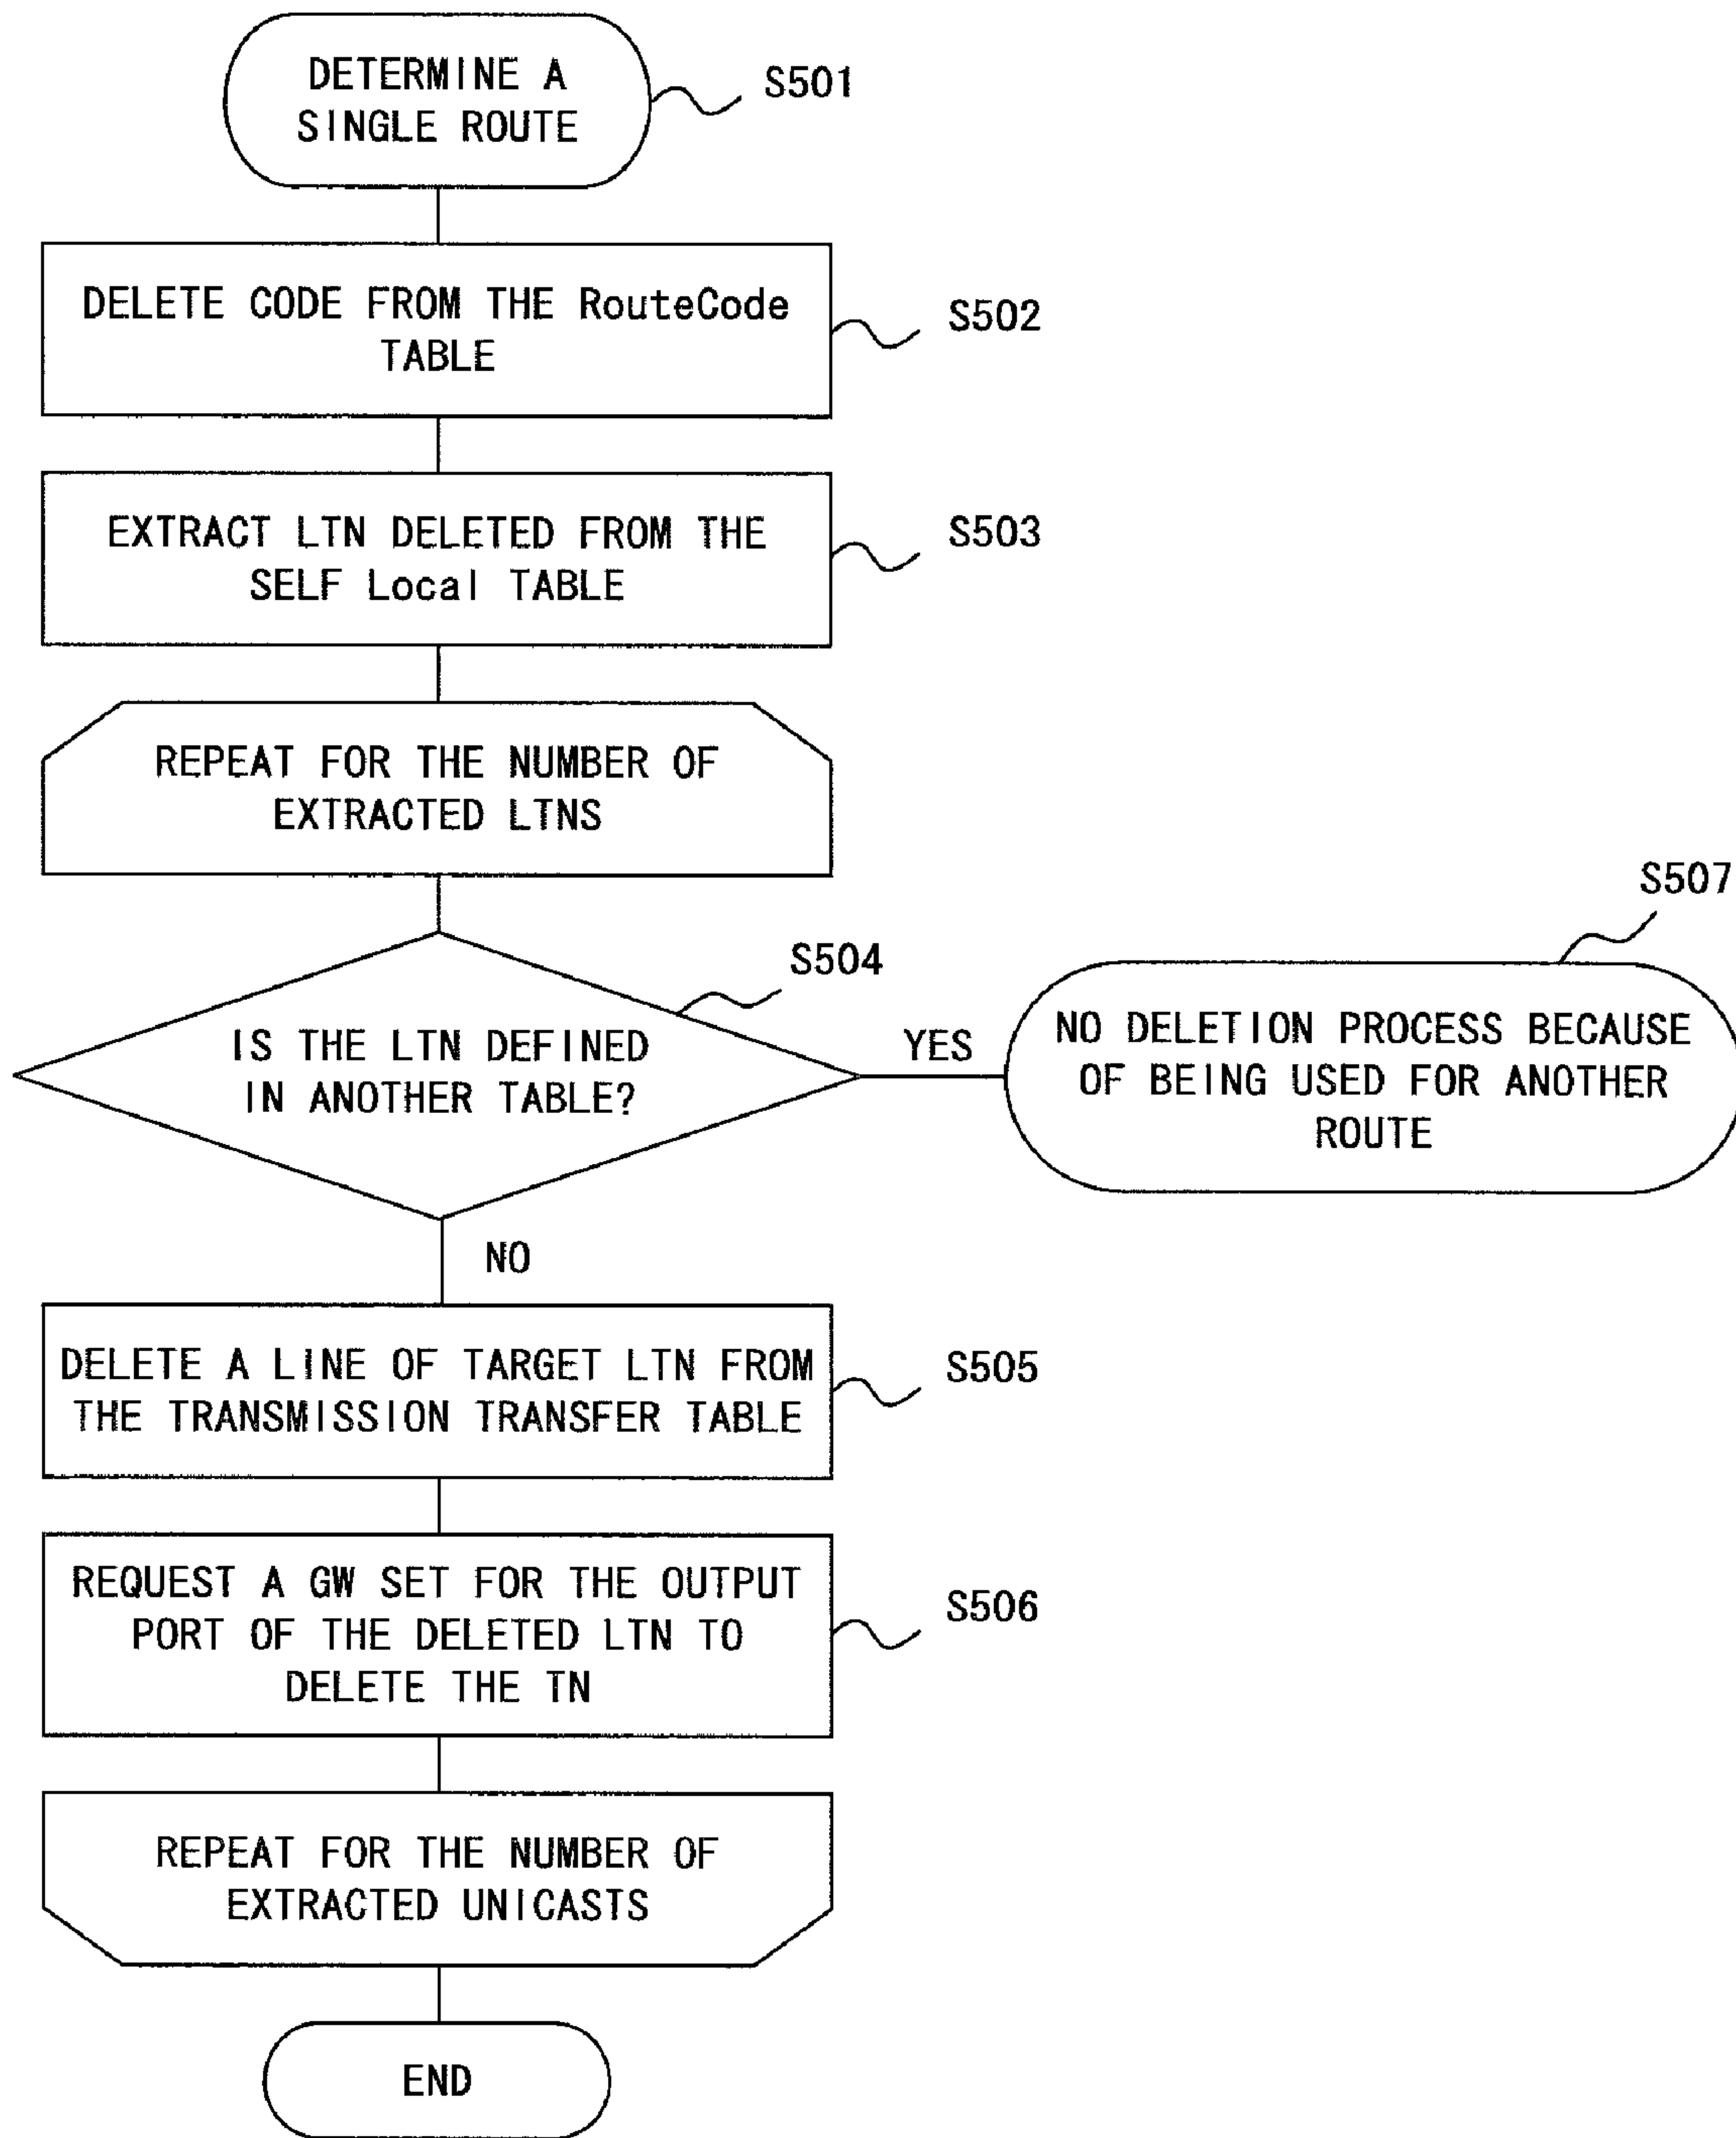 DETERMINE A
SINGLE ROUTE
S501
DELETE CODE FROM THE RouteCode
TABLE
S502
EXTRACT LTN DELETED FROM THE
SELF Local TABLE
S503
REPEAT FOR THE NUMBER OF
EXTRACTED LTNS
IS THE LTN DEFINED
IN ANOTHER TABLE?
S504
YES
NO DELETION PROCESS BECAUSE
OF BEING USED FOR ANOTHER
ROUTE
S507
NO
DELETE A LINE OF TARGET LTN FROM
THE TRANSMISSION TRANSFER TABLE
S505
REQUEST A GW SET FOR THE OUTPUT
PORT OF THE DELETED LTN TO
DELETE THE TN
S506
REPEAT FOR THE NUMBER OF
EXTRACTED UNICASTS
END